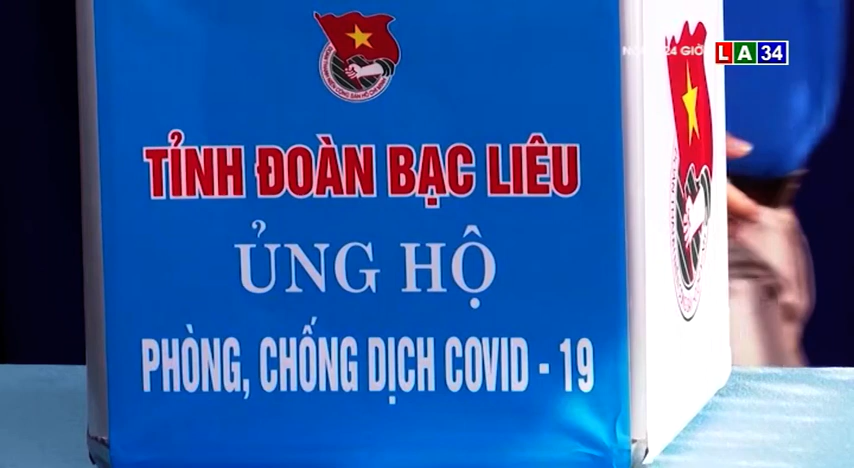 LA34
TỈNH ĐOÀN BẠC LIÊU
ỦNG HỘ
PHÒNG, CHỐNG DỊCH COVID - 19